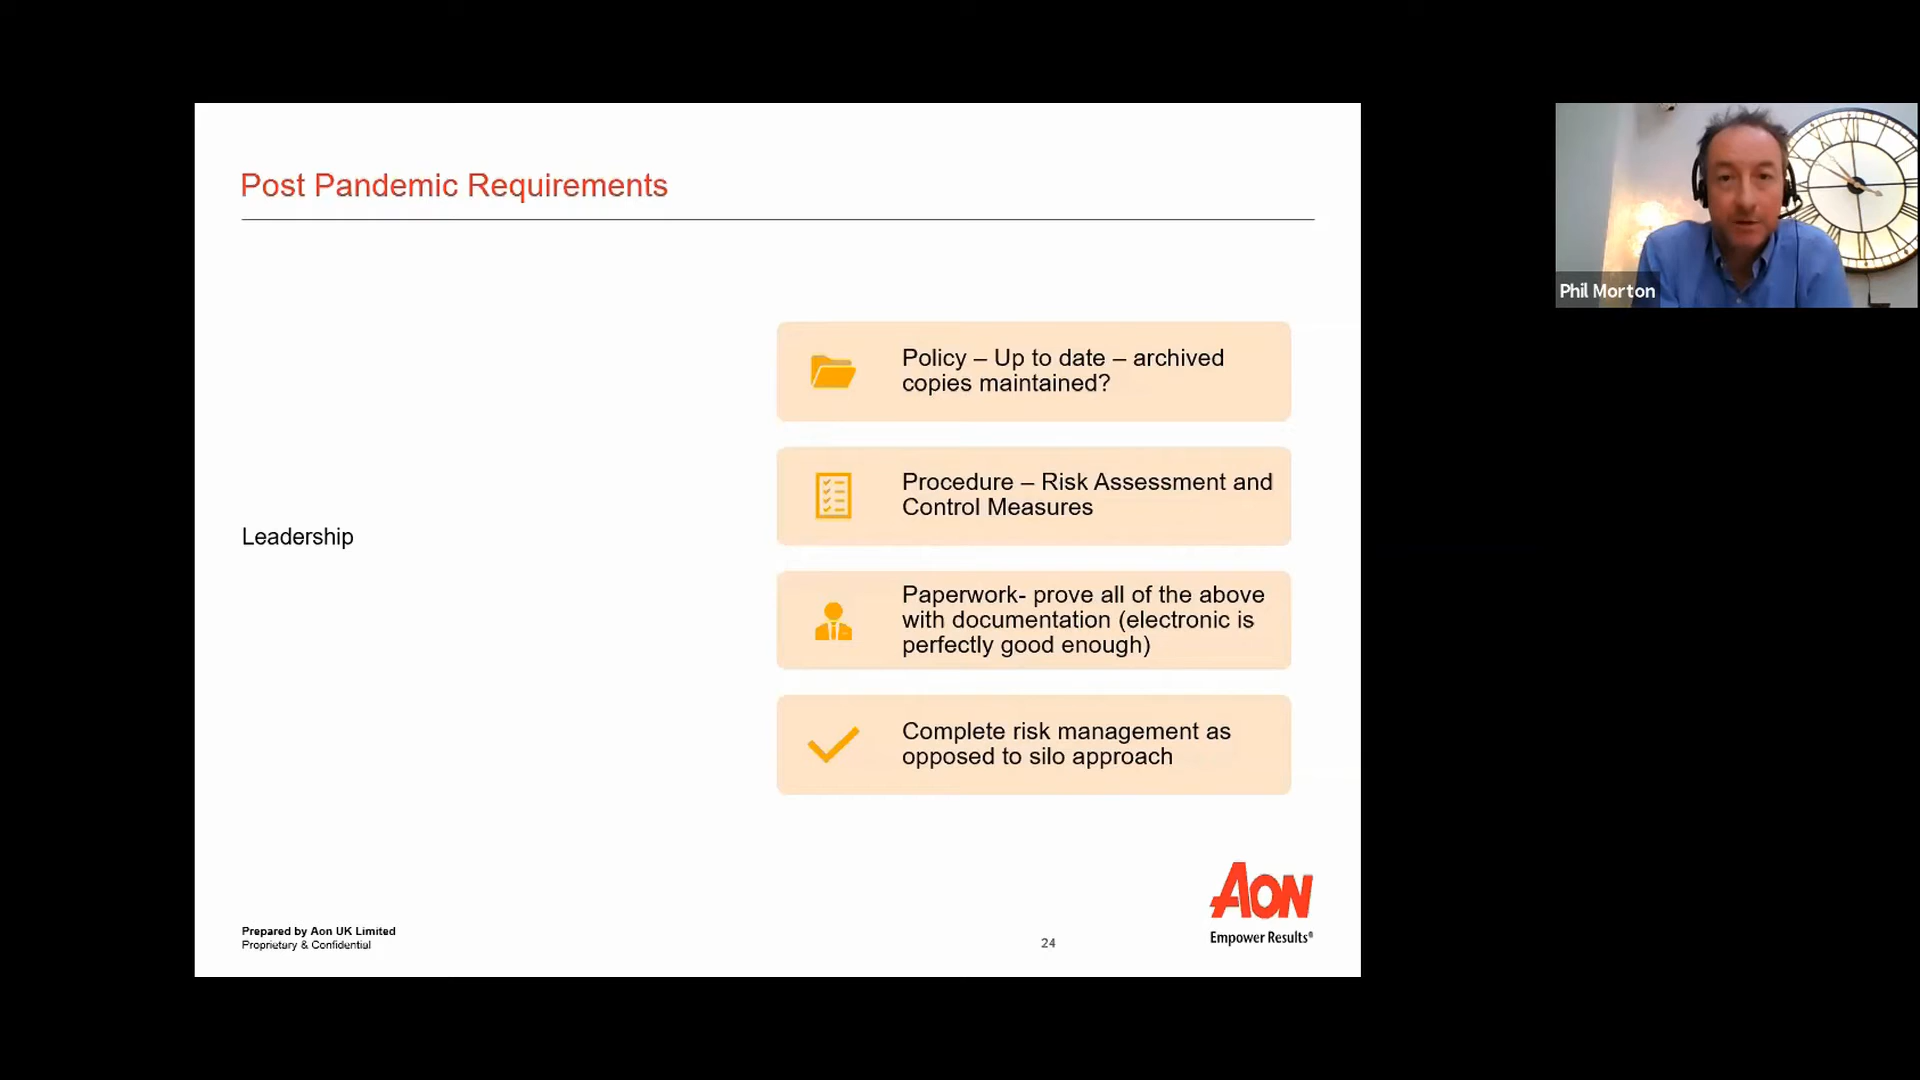 Post Pandemic Requirements
Leadership
Policy – Up to date – archived
copies maintained?
Procedure – Risk Assessment and
Control Measures
Paperwork- prove all of the above
with documentation (electronic is
perfectly good enough)
Complete risk management as
opposed to silo approach
Prepared by Aon UK Limited
Proprietary & Confidential
24
AON
Empower Results®
Phil Morton